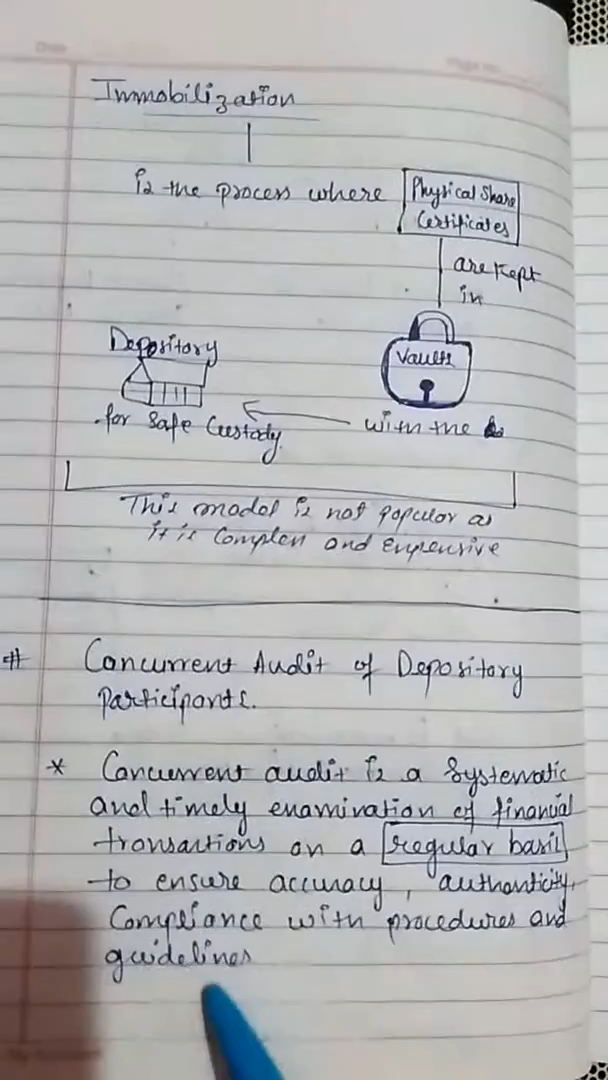 Immobilization
is the process where Physical Share
Certificates
are kept
in
Vaults
with the
Depository
for Safe Custody.
This model is not popular as
it is Complex and expensive
# Concurrent Audit of Depository
Participants.
* Concurrent audit is a Systematic
and timely examination of financial
transactions on a regular basis
to ensure accuracy, authenticity,
Compliance with procedures and
guidelines